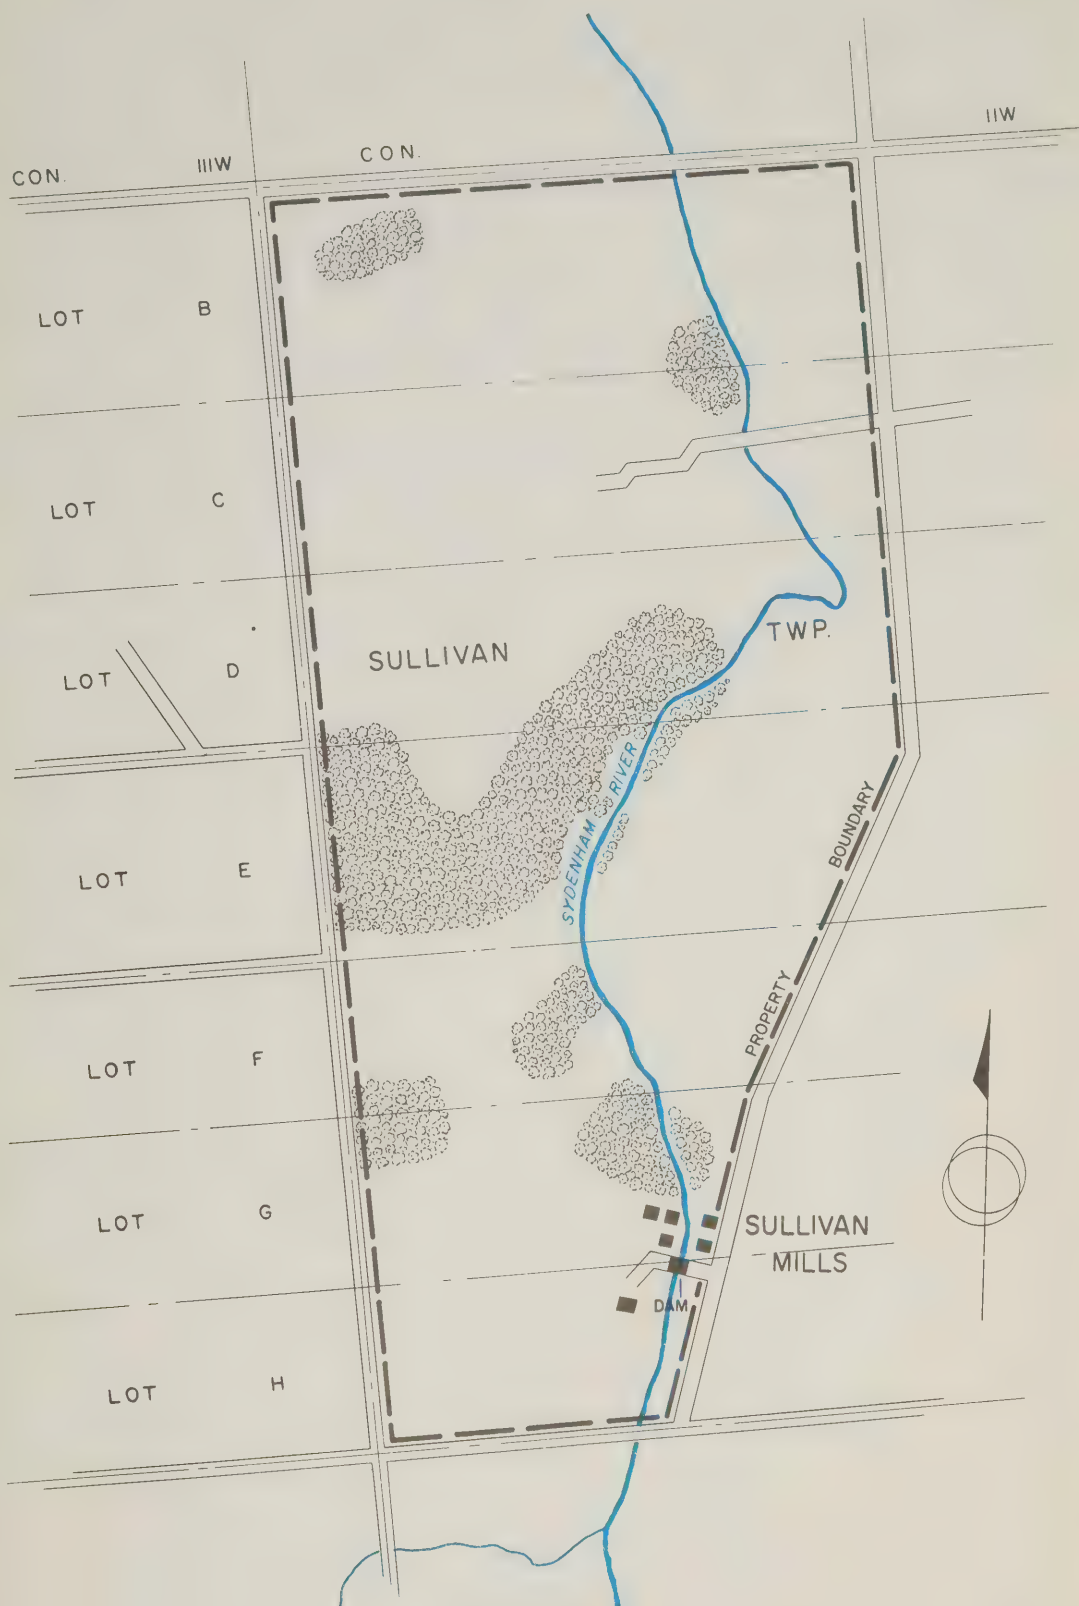 IIW
CON.
IIIW
CON.
LOT B
LOT C
TWP.
SULLIVAN
LOT D
SYDENHAM RIVER
BOUNDARY
LOT E
PROPERTY
LOT F
LOT G
SULLIVAN
MILLS
DAM
LOT H